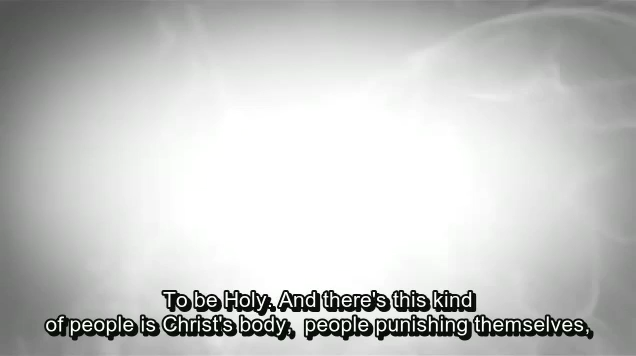 To be Holy. And there's this kind
of people is Christ's body,  people punishing themselves,